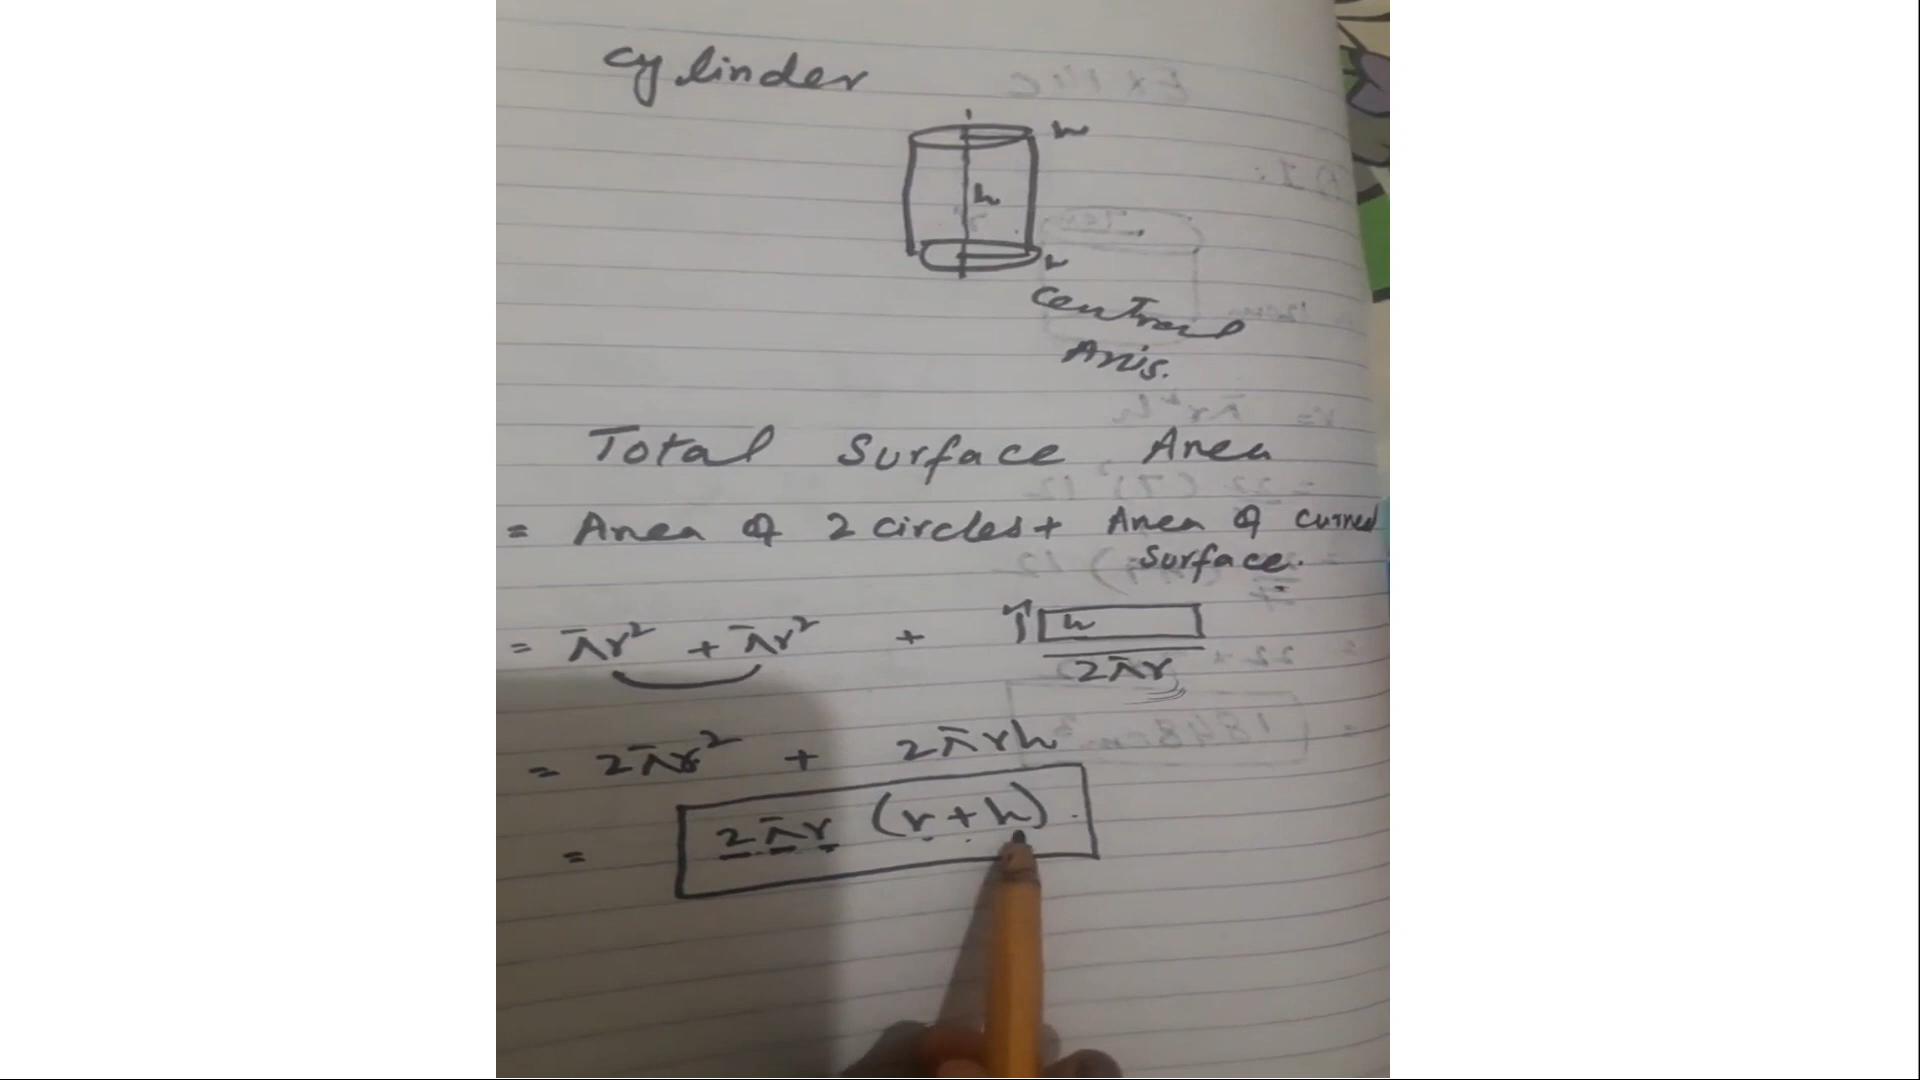 Cylinder
r
h
r
Central
Axis.
Total Surface Area
= Area of 2 circles + Area of curved
surface.
= πr² + πr² + h
2πr
= 2πr² + 2πrh
= 2πr (r + h)